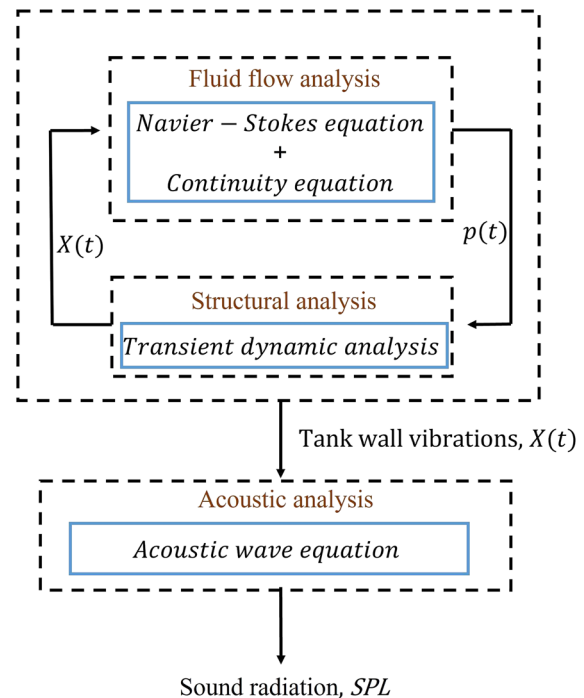 Fluid flow analysis
Navier − Stokes equation
+
Continuity equation
X(t)
p(t)
Structural analysis
Transient dynamic analysis
Tank wall vibrations, X(t)
Acoustic analysis
Acoustic wave equation
Sound radiation, SPL